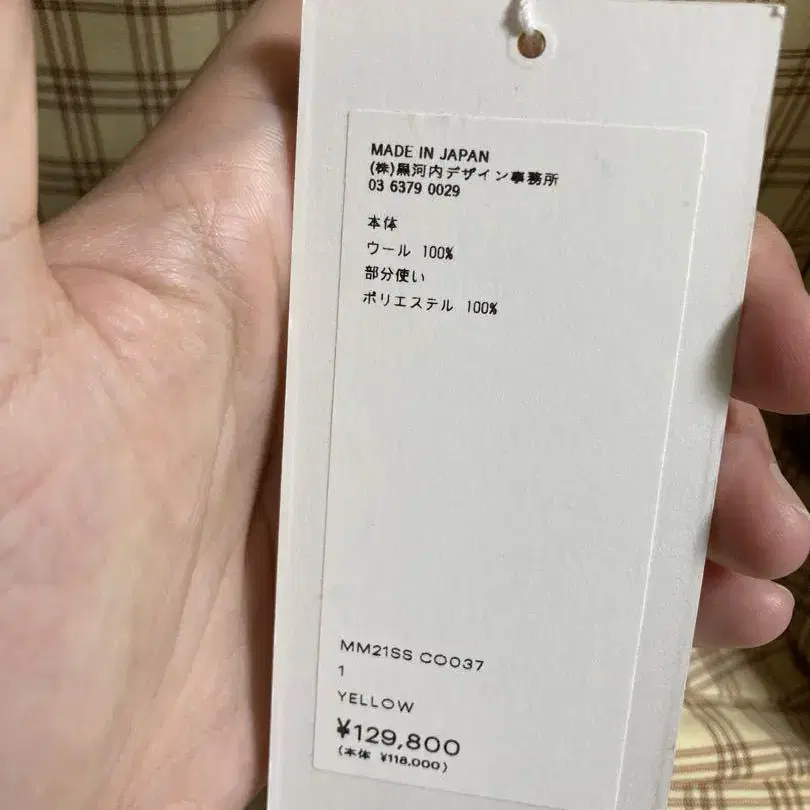 MADE IN JAPAN
(株)黒河内デザイン事務所
03 6379 0029
本体
ウール 100%
部分使い
ポリエステル 100%
MM21SS CO037
1
YELLOW
¥129,800
(本体 ¥118,000)